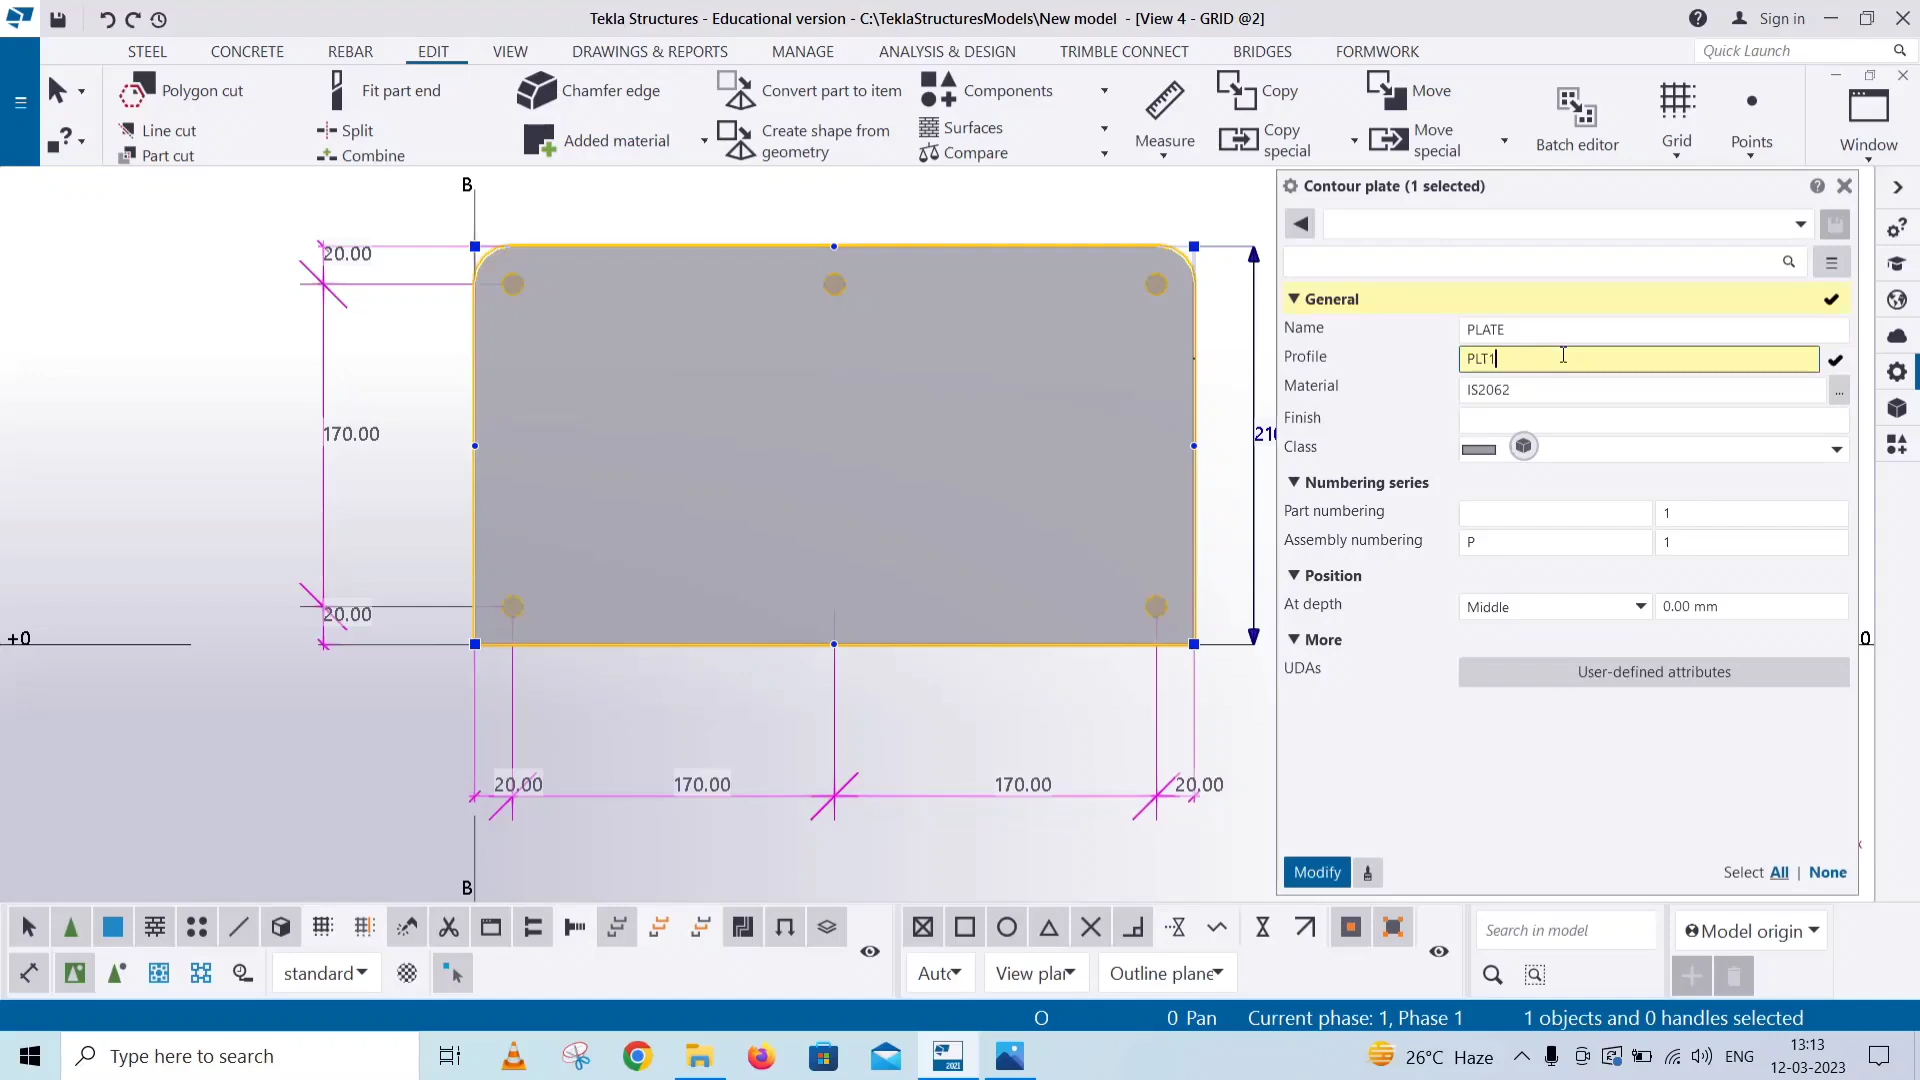 Tekla Structures - Educational version - C:\TeklaStructuresModels\New model - [View 4 - GRID @2]
Sign in
STEEL CONCRETE REBAR EDIT VIEW DRAWINGS & REPORTS MANAGE ANALYSIS & DESIGN TRIMBLE CONNECT BRIDGES FORMWORK
Quick Launch
Polygon cut
Line cut
Part cut
Fit part end
Split
Combine
Chamfer edge
Added material
Convert part to item
Create shape from
geometry
Components
Surfaces
Compare
Measure
Copy
Copy
special
Move
Move
special
Batch editor
Grid
Points
Window
B
20.00
170.00
20.00
+0
20.00 170.00 170.00 20.00
B
0
Contour plate (1 selected)
General
Name PLATE
Profile PLT1
Material IS2062
...
Finish
Class
Numbering series
Part numbering 1
Assembly numbering P 1
Position
At depth Middle 0.00 mm
More
UDAs User-defined attributes
Modify
Select All | None
standard
Auto
View plan
Outline plane
Search in model
Model origin
O 0 Pan Current phase: 1, Phase 1 1 objects and 0 handles selected
Type here to search
2021
26°C Haze
ENG
13:13
12-03-2023